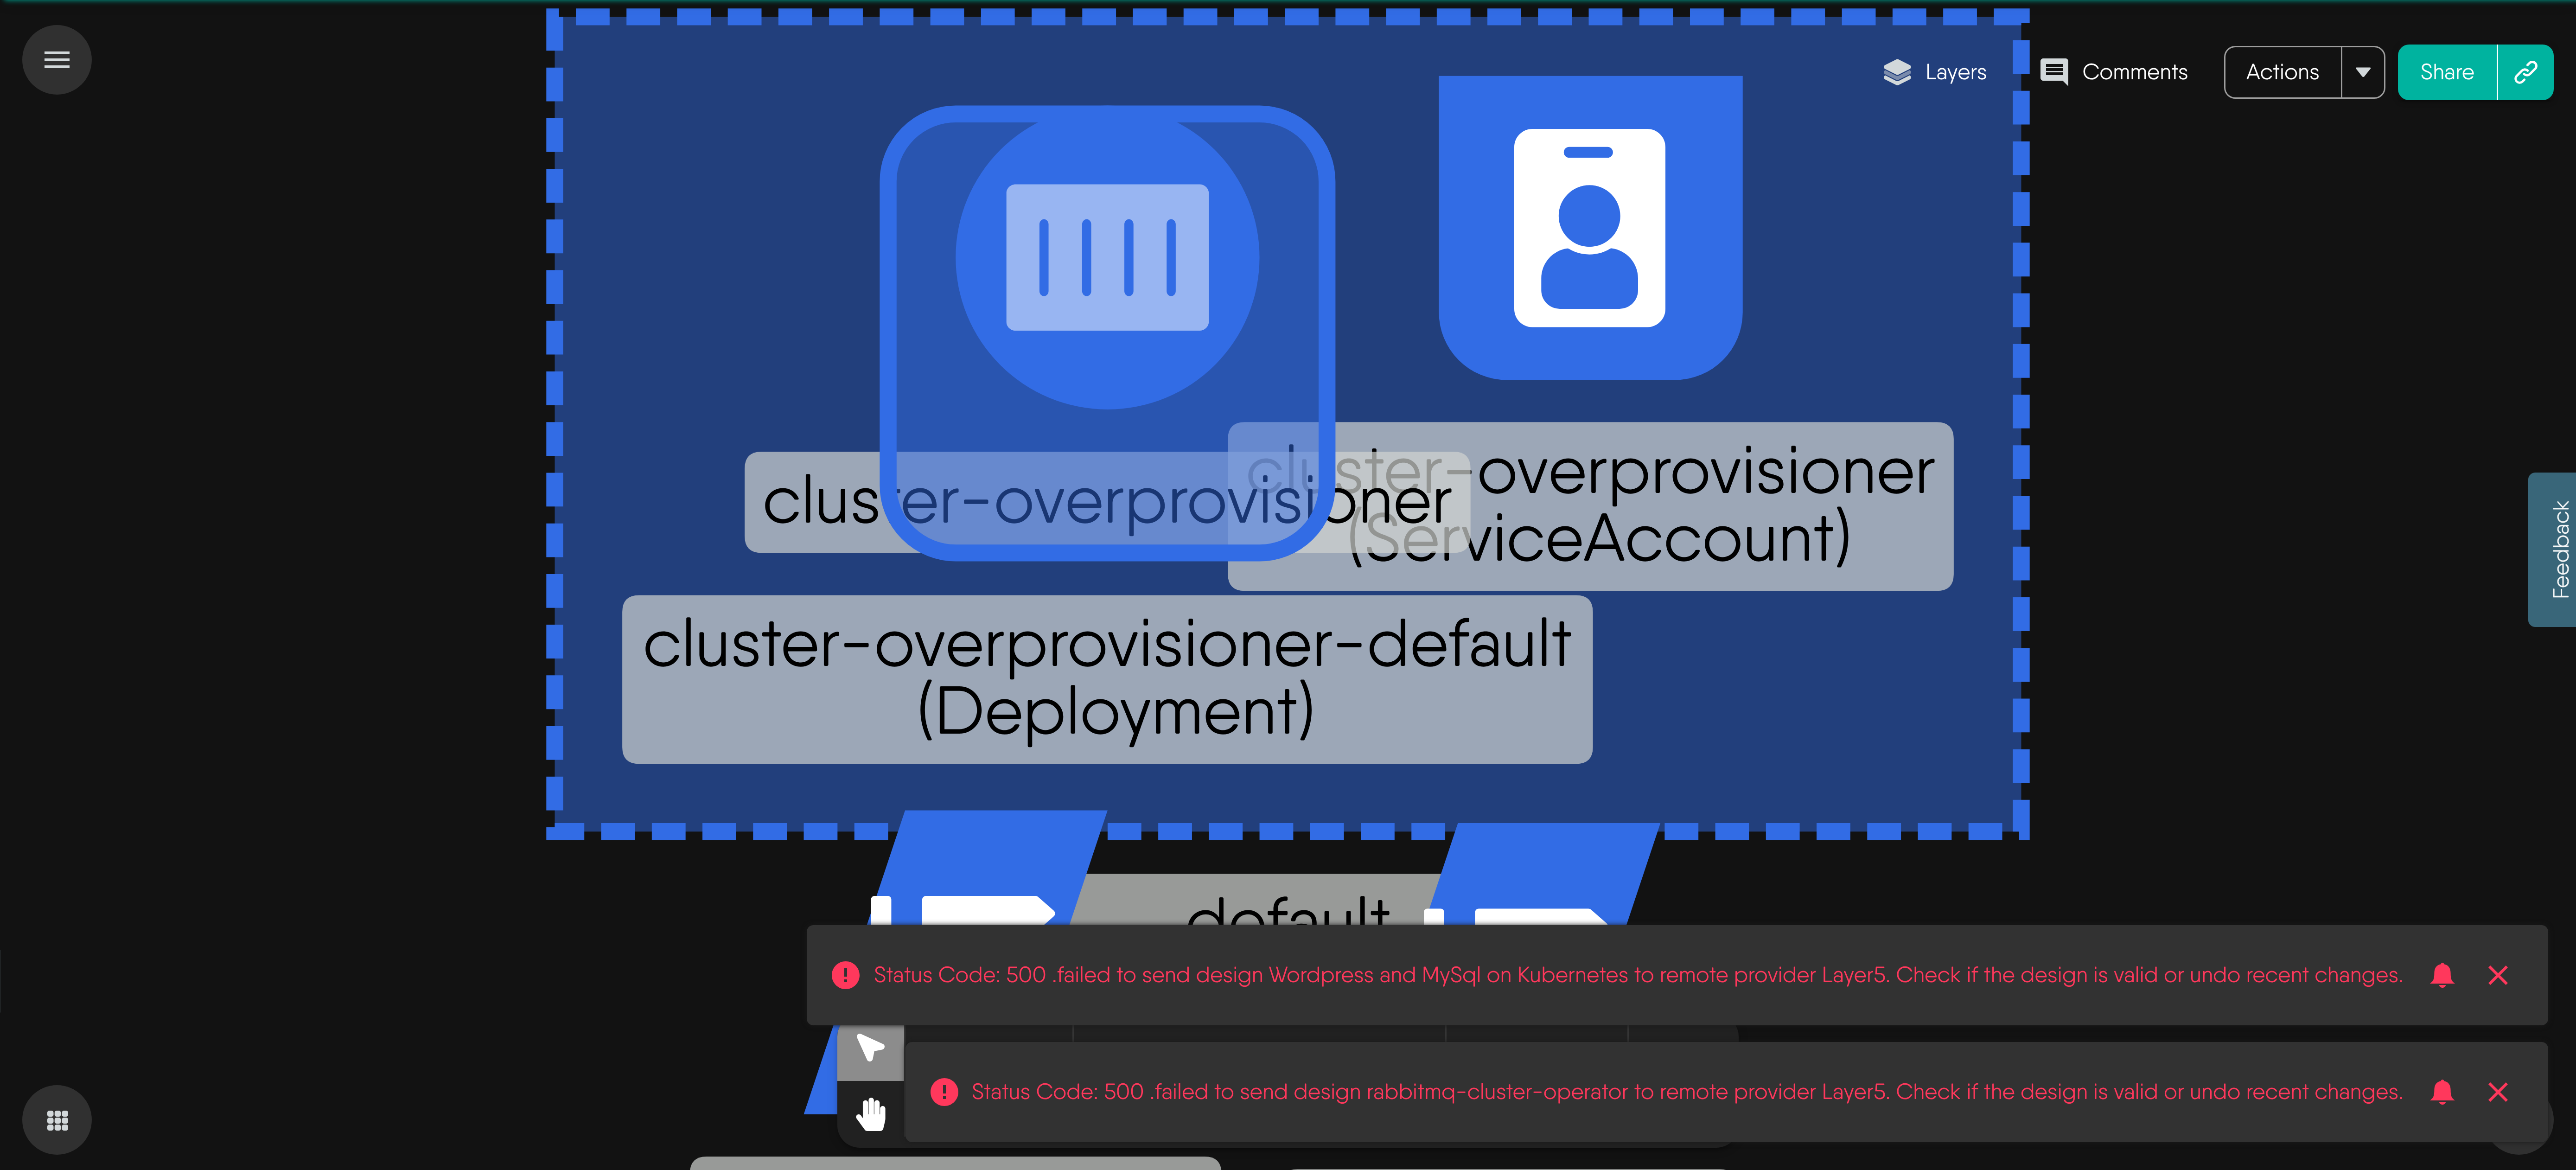 Layers
Comments
Actions
Share
cluster-overprovisioner
(ServiceAccount)
cluster-overprovisioner
cluster-overprovisioner-default
(Deployment)
Feedback
default
Status Code: 500 .failed to send design Wordpress and MySql on Kubernetes to remote provider Layer5. Check if the design is valid or undo recent changes.
Status Code: 500 .failed to send design rabbitmq-cluster-operator to remote provider Layer5. Check if the design is valid or undo recent changes.